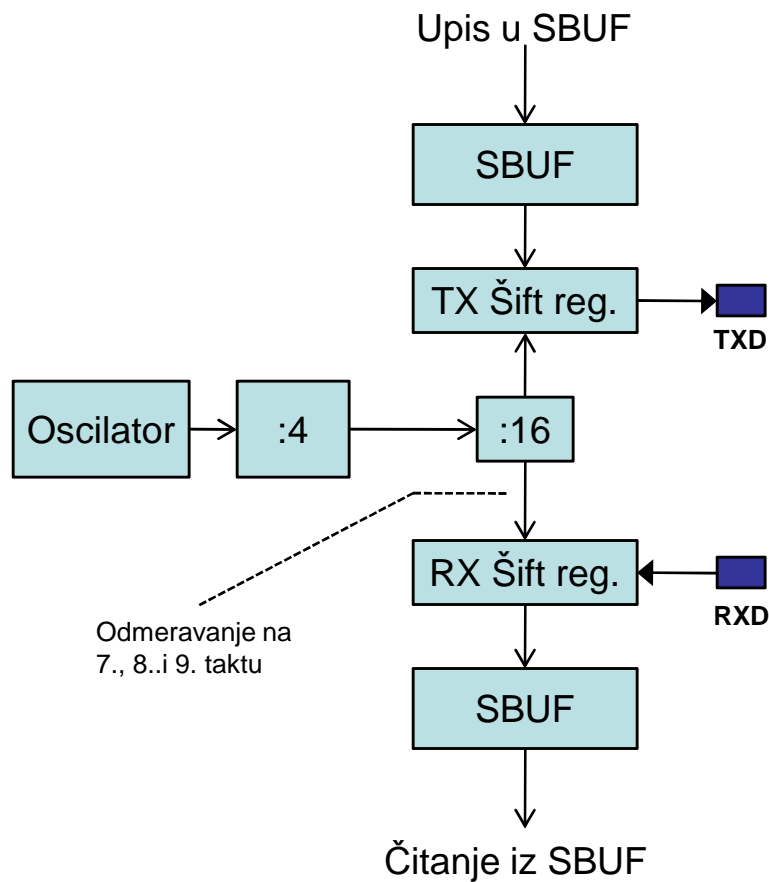 Upis u SBUF
SBUF
TX Šift reg.
TXD
Oscilator
:4
:16
RX Šift reg.
RXD
Odmeravanje na
7., 8..i 9. taktu
SBUF
Čitanje iz SBUF